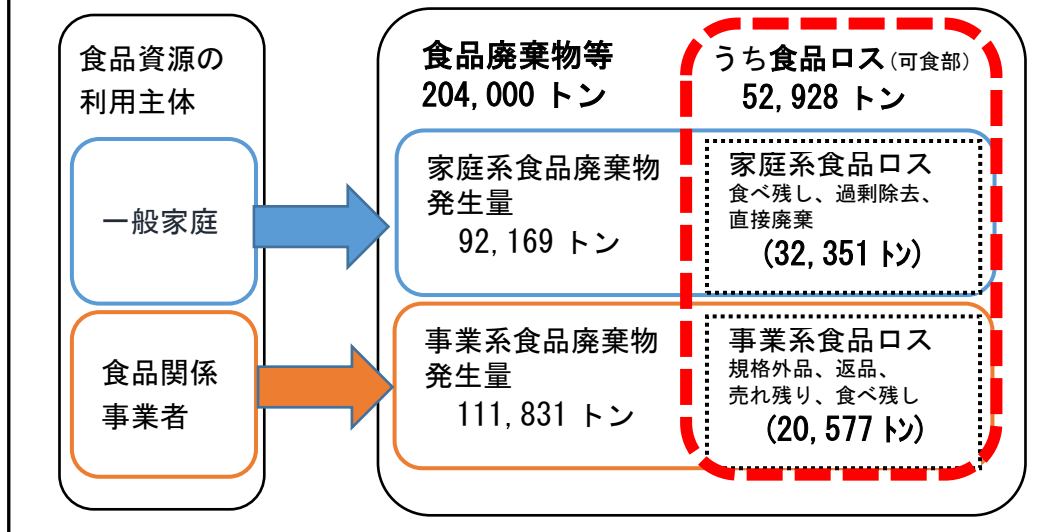 食品資源の
利用主体
一般家庭
食品関係
事業者
食品廃棄物等
204,000 トン
うち食品ロス(可食部)
52,928 トン
家庭系食品廃棄物
発生量
92,169 トン
家庭系食品ロス
食べ残し、過剰除去、
直接廃棄
(32,351 ﾄﾝ)
事業系食品廃棄物
発生量
111,831 トン
事業系食品ロス
規格外品、返品、
売れ残り、食べ残し
(20,577 ﾄﾝ)